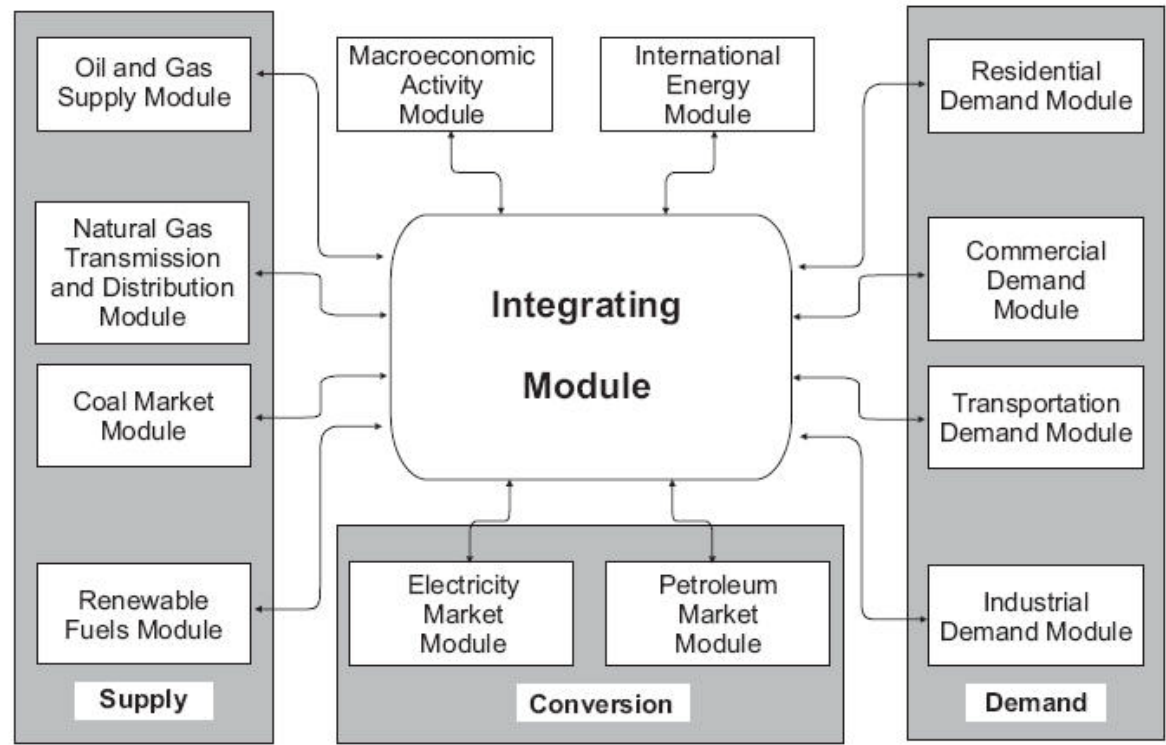 Oil and Gas
Supply Module
Natural Gas
Transmission
and Distribution
Module
Coal Market
Module
Renewable
Fuels Module
Supply
Macroeconomic
Activity
Module
International
Energy
Module
Integrating
Module
Electricity
Market
Module
Petroleum
Market
Module
Conversion
Residential
Demand Module
Commercial
Demand
Module
Transportation
Demand Module
Industrial
Demand Module
Demand